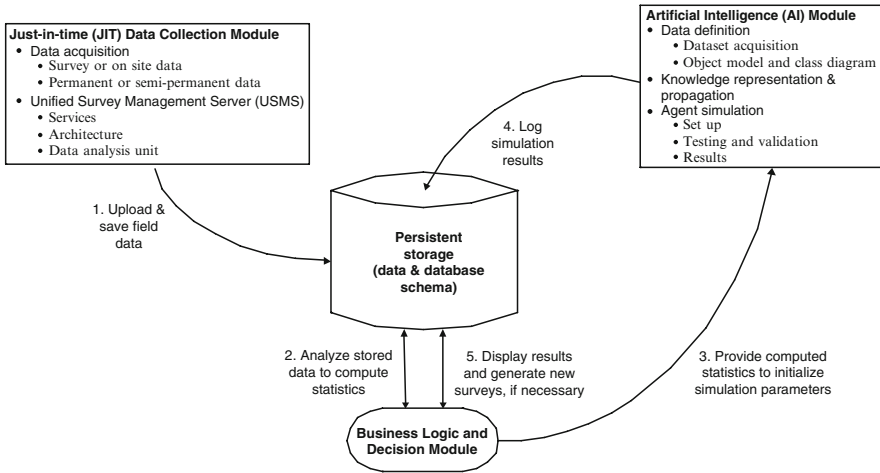 Just-in-time (JIT) Data Collection Module
• Data acquisition
• Survey or on site data
• Permanent or semi-permanent data
• Unified Survey Management Server (USMS)
• Services
• Architecture
• Data analysis unit
Artificial Intelligence (AI) Module
• Data definition
• Dataset acquisition
• Object model and class diagram
• Knowledge representation &
propagation
• Agent simulation
• Set up
• Testing and validation
• Results
4. Log
simulation
results
1. Upload &
save field
data
Persistent
storage
(data & database
schema)
2. Analyze stored
data to compute
statistics
5. Display results
and generate new
surveys, if necessary
3. Provide computed
statistics to initialize
simulation parameters
Business Logic and
Decision Module